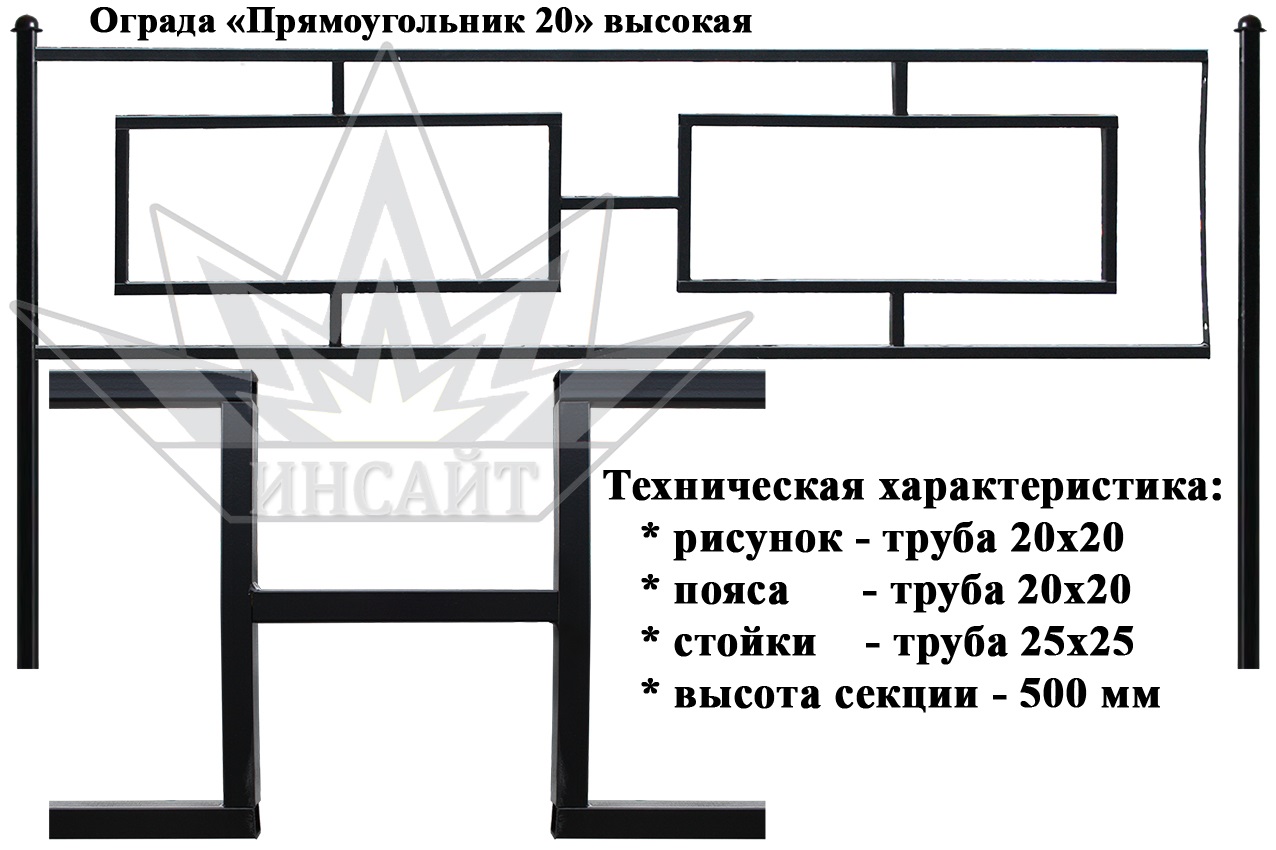 Ограда «Прямоугольник 20» высокая
ИНСАЙТ
Техническая характеристика:
* рисунок - труба 20х20
* пояса - труба 20х20
* стойки - труба 25х25
* высота секции - 500 мм